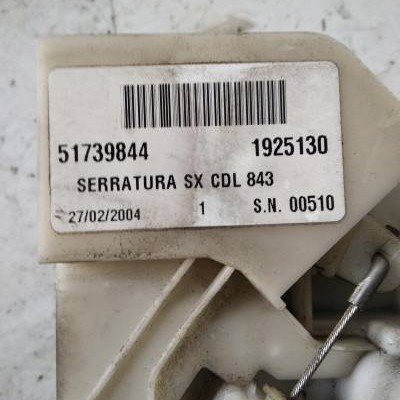 51739844 1925130
SERRATURA SX CDL 843
27/02/2004 1 S.N. 00510